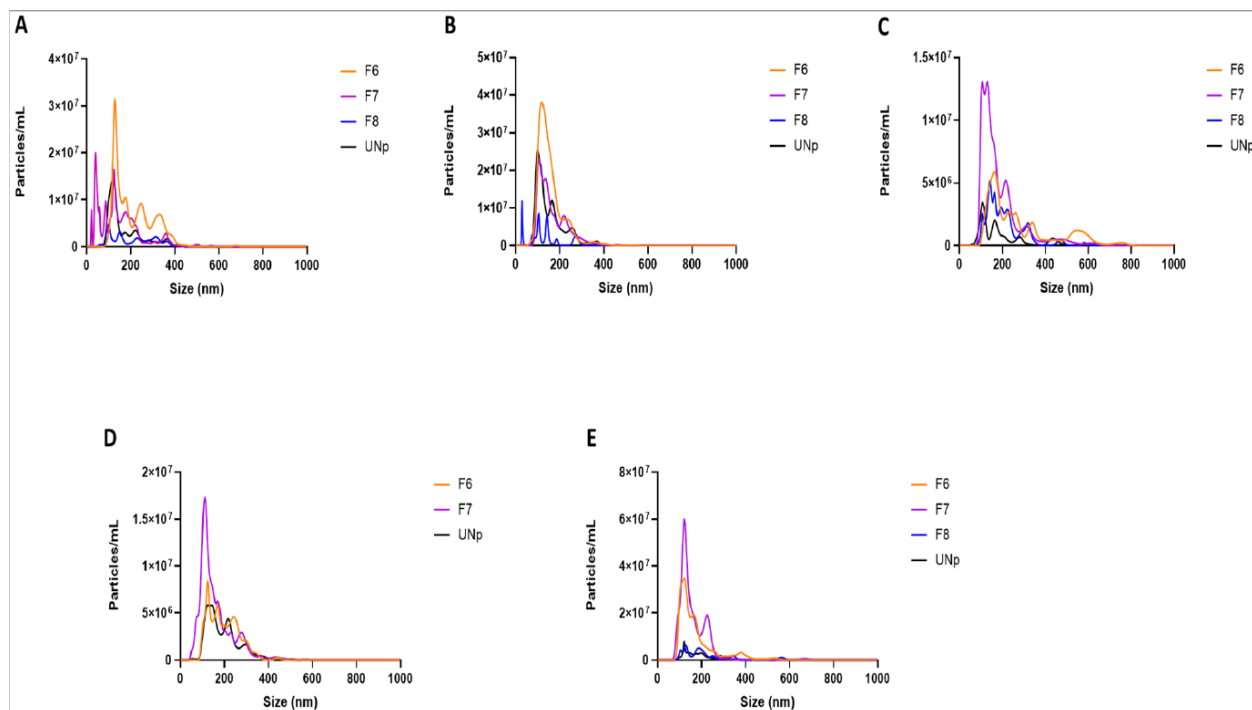 A
4×10⁷
3×10⁷
2×10⁷
1×10⁷
0
Particles/mL
0 200 400 600 800 1000
Size (nm)
F6
F7
F8
UNp
B
5×10⁷
4×10⁷
3×10⁷
2×10⁷
1×10⁷
0
Particles/mL
0 200 400 600 800 1000
Size (nm)
F6
F7
F8
UNp
C
1.5×10⁷
1×10⁷
5×10⁶
0
Particles/mL
0 200 400 600 800 1000
Size (nm)
F6
F7
F8
UNp
D
2×10⁷
1.5×10⁷
1×10⁷
5×10⁶
0
Particles/mL
0 200 400 600 800 1000
Size (nm)
F6
F7
UNp
E
8×10⁷
6×10⁷
4×10⁷
2×10⁷
0
Particles/mL
0 200 400 600 800 1000
Size (nm)
F6
F7
F8
UNp